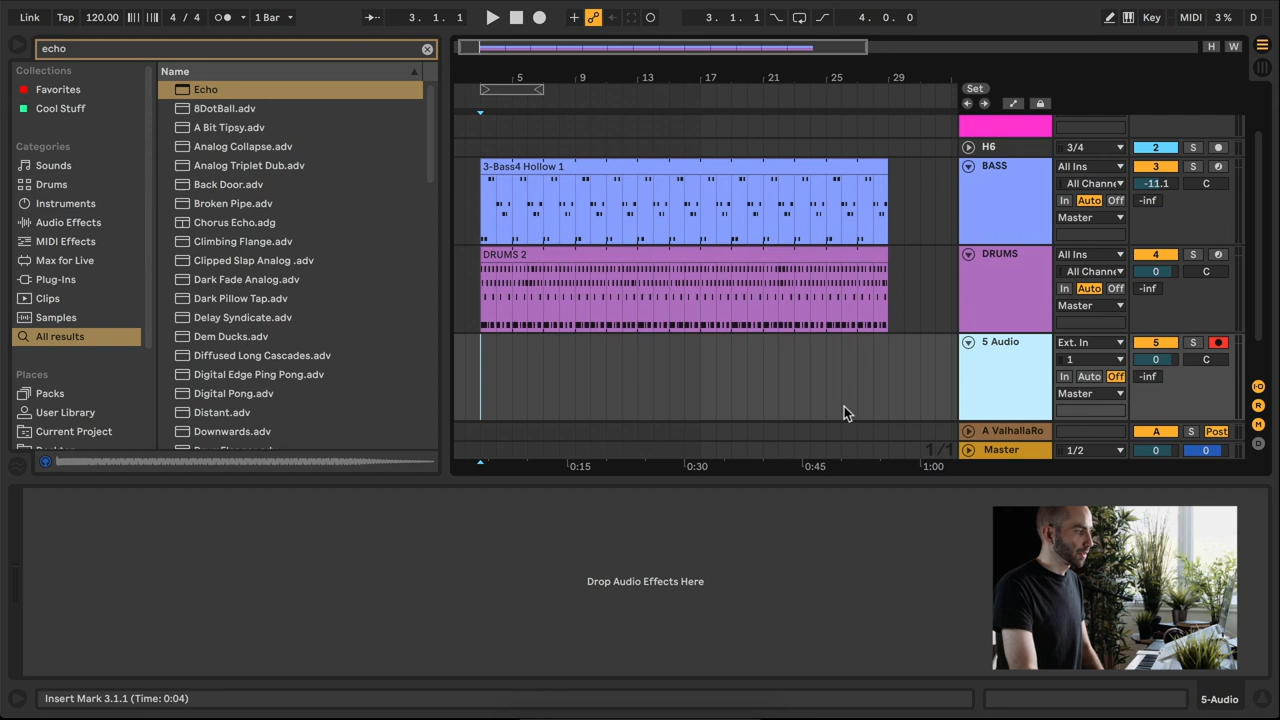 Link Tap 120.00 4 / 4 1 Bar 3. 1. 1 3. 1. 1 4. 0. 0 Key MIDI 3 % D
echo
H W
Collections Name
Favorites Echo
Cool Stuff 8DotBall.adv
A Bit Tipsy.adv
Categories Analog Collapse.adv
Sounds Analog Triplet Dub.adv
Drums Back Door.adv
Instruments Broken Pipe.adv
Audio Effects Chorus Echo.adg
MIDI Effects Climbing Flange.adv
Max for Live Clipped Slap Analog .adv
Plug-Ins Dark Fade Analog.adv
Clips Dark Pillow Tap.adv
Samples Delay Syndicate.adv
All results Dem Ducks.adv
Diffused Long Cascades.adv
Places Digital Edge Ping Pong.adv
Packs Digital Pong.adv
User Library Distant.adv
Current Project Downwards.adv
5 9 13 17 21 25 29
Set
H6 3/4 2 S
3-Bass4 Hollow 1 BASS All Ins 3 S
All Channe -11.1 C
In Auto Off -inf
Master
DRUMS 2 DRUMS All Ins 4 S
All Channe 0 C
In Auto Off -inf
Master
5 Audio Ext. In 5 S
1 0 C
In Auto Off -inf
Master
A ValhallaRo A S Post
1/1 Master 1/2 0 0
0:15 0:30 0:45 1:00
I·O
R
M
D
Drop Audio Effects Here
Insert Mark 3.1.1 (Time: 0:04) 5-Audio